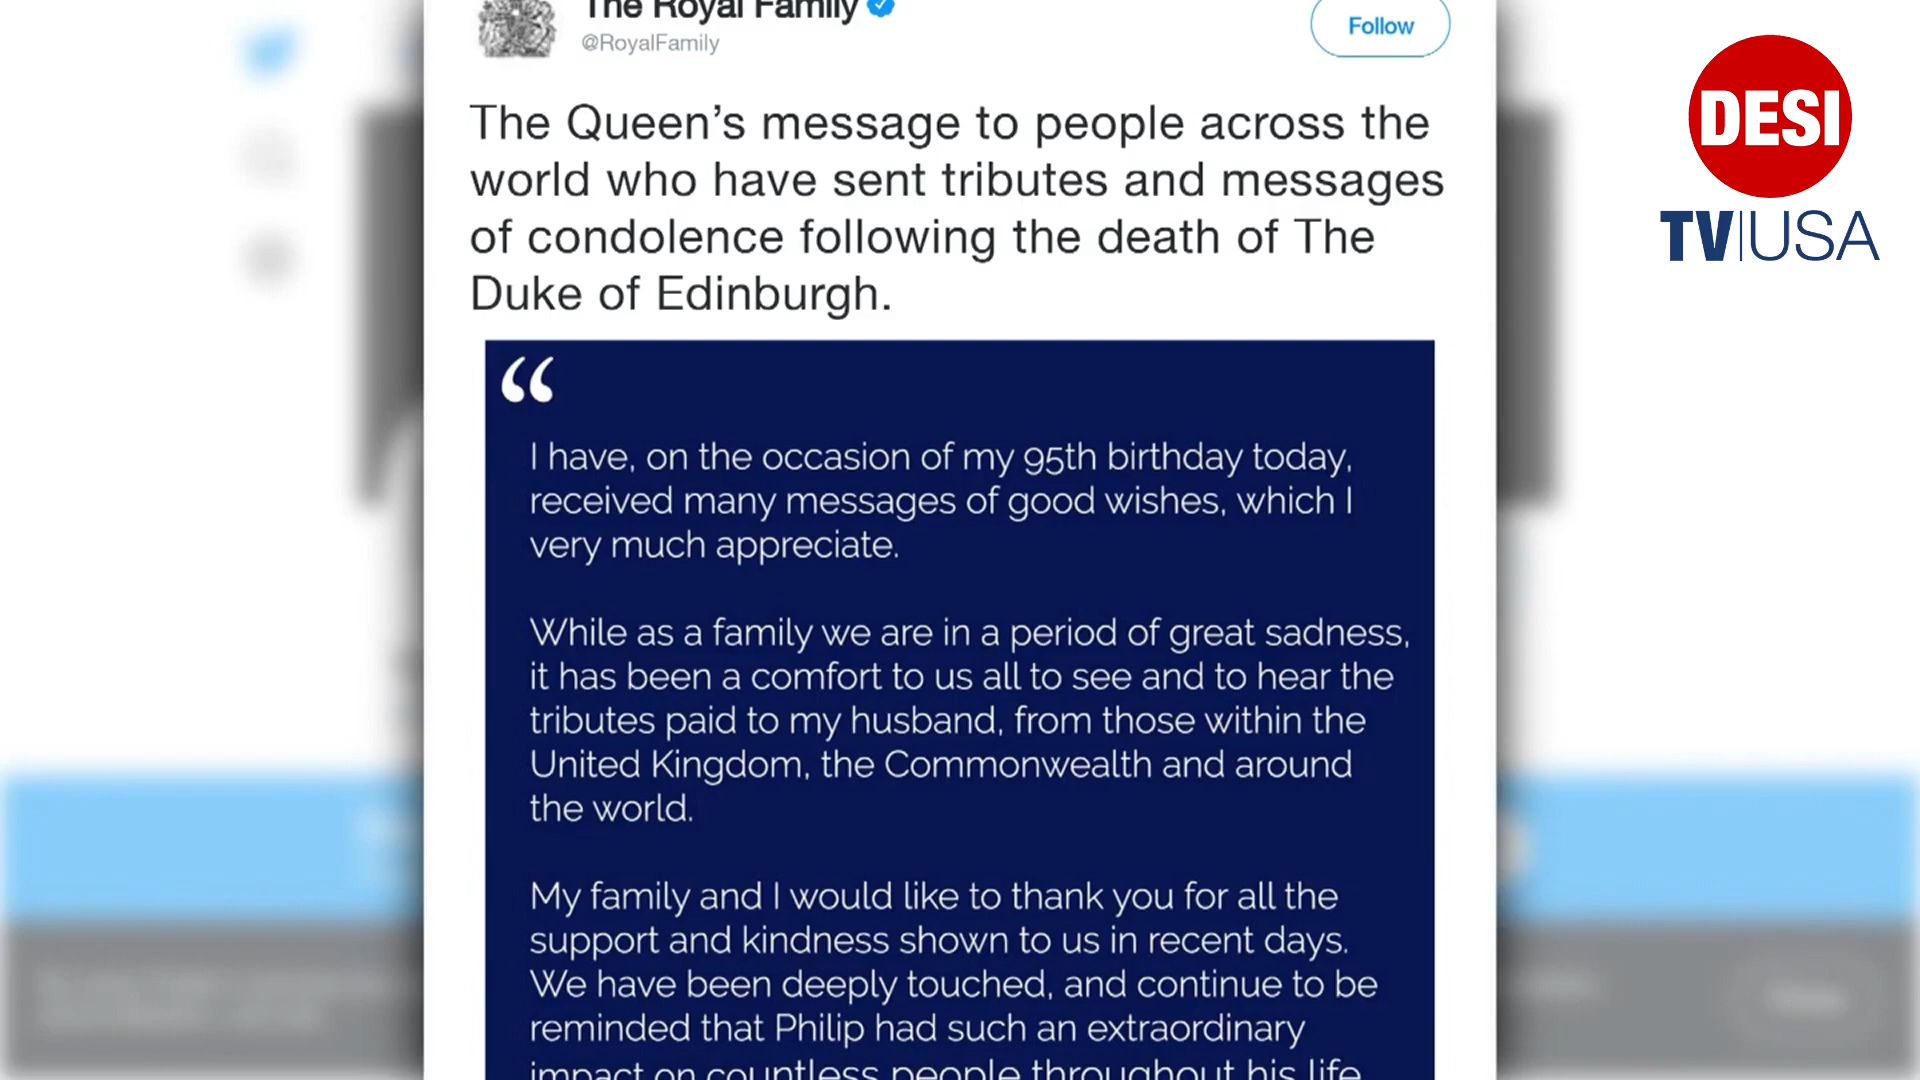 The Royal Family
@RoyalFamily
Follow
DESI
TV|USA
The Queen’s message to people across the
world who have sent tributes and messages
of condolence following the death of The
Duke of Edinburgh.
“
I have, on the occasion of my 95th birthday today,
received many messages of good wishes, which I
very much appreciate.
While as a family we are in a period of great sadness,
it has been a comfort to us all to see and to hear the
tributes paid to my husband, from those within the
United Kingdom, the Commonwealth and around
the world.
My family and I would like to thank you for all the
support and kindness shown to us in recent days.
We have been deeply touched, and continue to be
reminded that Philip had such an extraordinary
impact on countless people throughout his life.